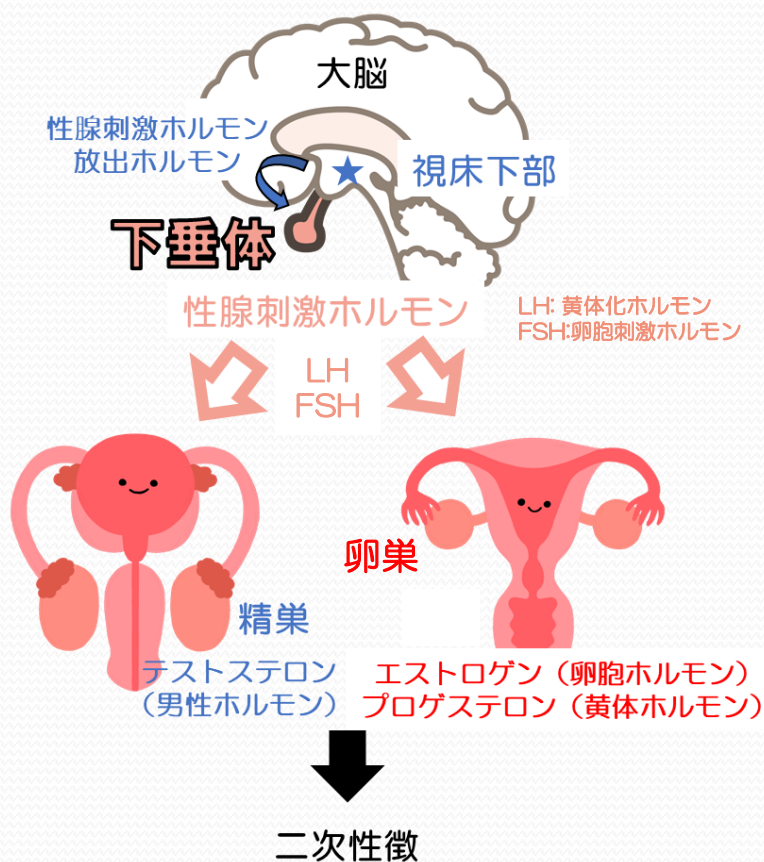 大脳
性腺刺激ホルモン
放出ホルモン
視床下部
下垂体
性腺刺激ホルモン
LH: 黄体化ホルモン
FSH:卵胞刺激ホルモン
LH
FSH
卵巣
精巣
テストステロン
（男性ホルモン）
エストロゲン（卵胞ホルモン）
プロゲステロン（黄体ホルモン）
二次性徴